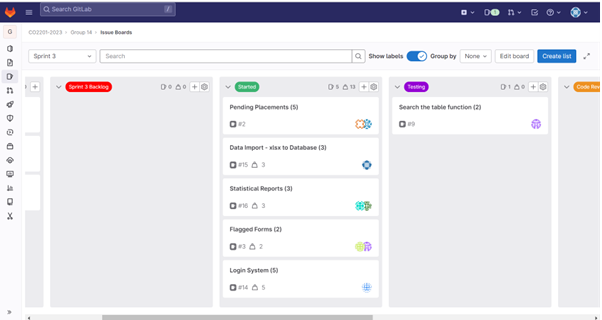 Search GitLab
/
1
G
CO2201-2023 > Group 14 > Issue Boards
Sprint 3
Search
Show labels
Group by
None
Edit board
Create list
Sprint 3 Backlog
0 0
Started
5 13
Testing
1 0
Code Rev
Pending Placements (5)
#2
Data Import - xlsx to Database (3)
#15 3
Statistical Reports (3)
#16 3
Flagged Forms (2)
#3 2
Login System (5)
#14 5
Search the table function (2)
#9